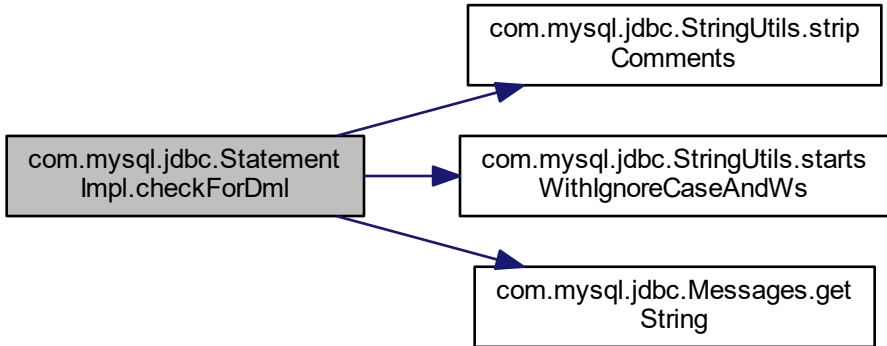 com.mysql.jdbc.StringUtils.strip
Comments
com.mysql.jdbc.Statement
Impl.checkForDml
com.mysql.jdbc.StringUtils.starts
WithIgnoreCaseAndWs
com.mysql.jdbc.Messages.get
String